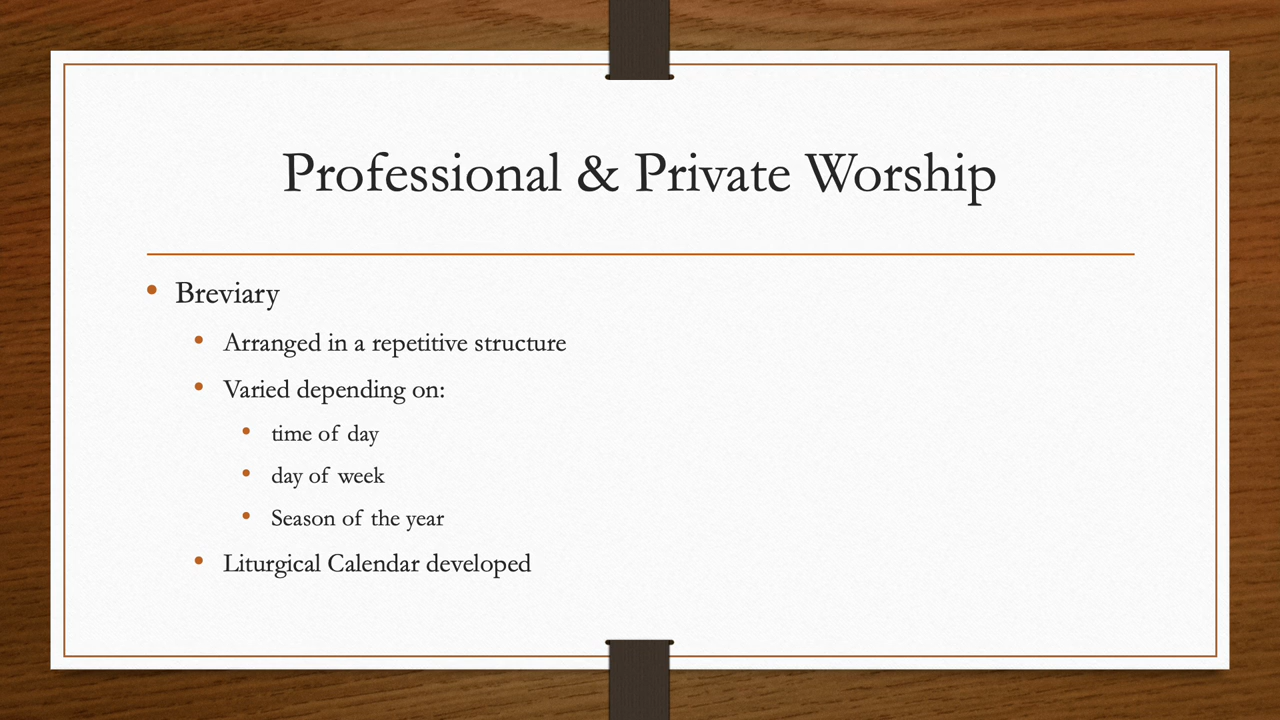 Professional & Private Worship
• Breviary
• Arranged in a repetitive structure
• Varied depending on:
• time of day
• day of week
• Season of the year
• Liturgical Calendar developed